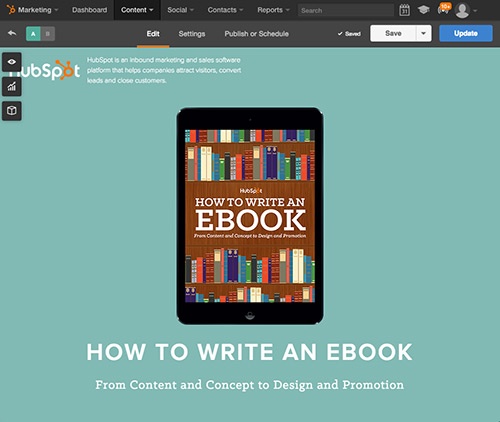 Marketing Dashboard Content Social Contacts Reports Search 31 10+
A B Edit Settings Publish or Schedule Saved Save Update
HubSpot
HubSpot is an inbound marketing and sales software
platform that helps companies attract visitors, convert
leads and close customers.
HubSpot
HOW TO WRITE AN
EBOOK
From Content and Concept to Design and Promotion
HOW TO WRITE AN EBOOK
From Content and Concept to Design and Promotion